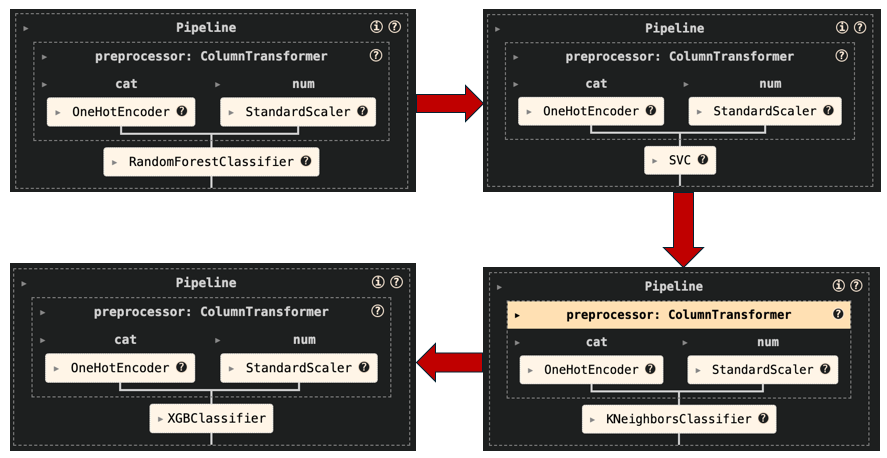 Pipeline
preprocessor: ColumnTransformer
cat num
OneHotEncoder StandardScaler
RandomForestClassifier
Pipeline
preprocessor: ColumnTransformer
cat num
OneHotEncoder StandardScaler
SVC
Pipeline
preprocessor: ColumnTransformer
cat num
OneHotEncoder StandardScaler
KNeighborsClassifier
Pipeline
preprocessor: ColumnTransformer
cat num
OneHotEncoder StandardScaler
XGBClassifier